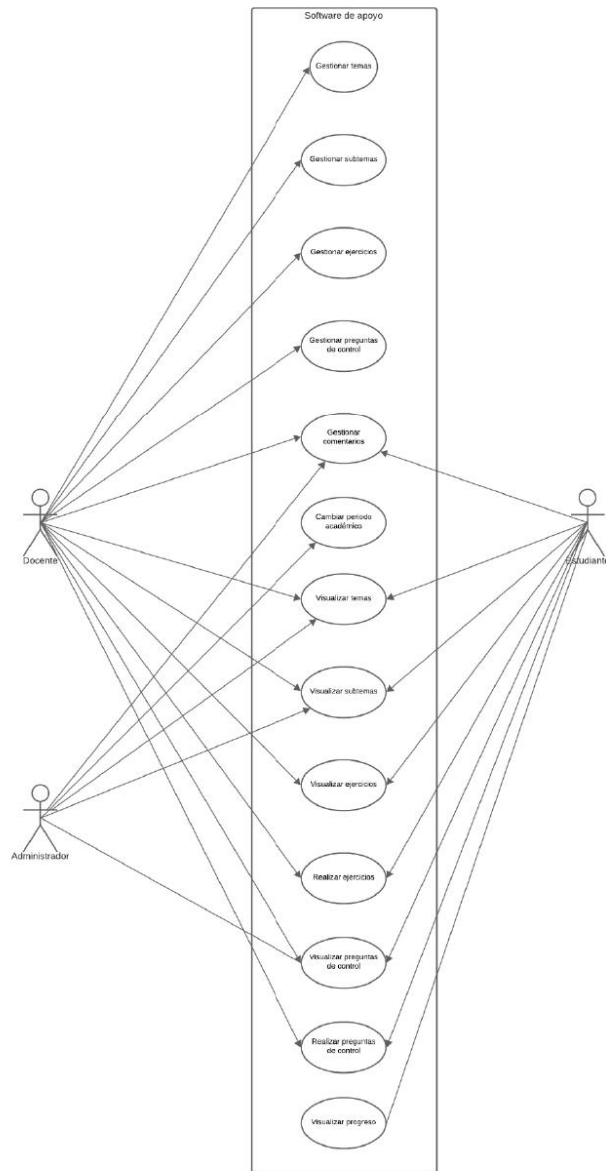 Software de apoyo
Gestionar temas
Gestionar subtemas
Gestionar ejercicios
Gestionar preguntas
de control
Gestionar
comentarios
Cambiar periodo
académico
Docente
Estudiante
Visualizar temas
Visualizar subtemas
Visualizar ejercicios
Administrador
Realizar ejercicios
Visualizar preguntas
de control
Realizar preguntas
de control
Visualizar progreso